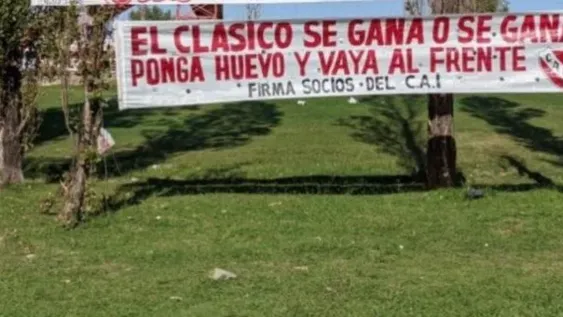 EL CLASICO SE GANA O SE GANA
PONGA HUEVO Y VAYA AL FRENTE
FIRMA SOCIOS - DEL C.A.I